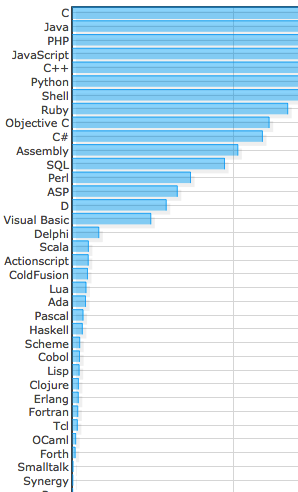 C
Java
PHP
JavaScript
C++
Python
Shell
Ruby
Objective C
C#
Assembly
SQL
Perl
ASP
D
Visual Basic
Delphi
Scala
Actionscript
ColdFusion
Lua
Ada
Pascal
Haskell
Scheme
Cobol
Lisp
Clojure
Erlang
Fortran
Tcl
OCaml
Forth
Smalltalk
Synergy